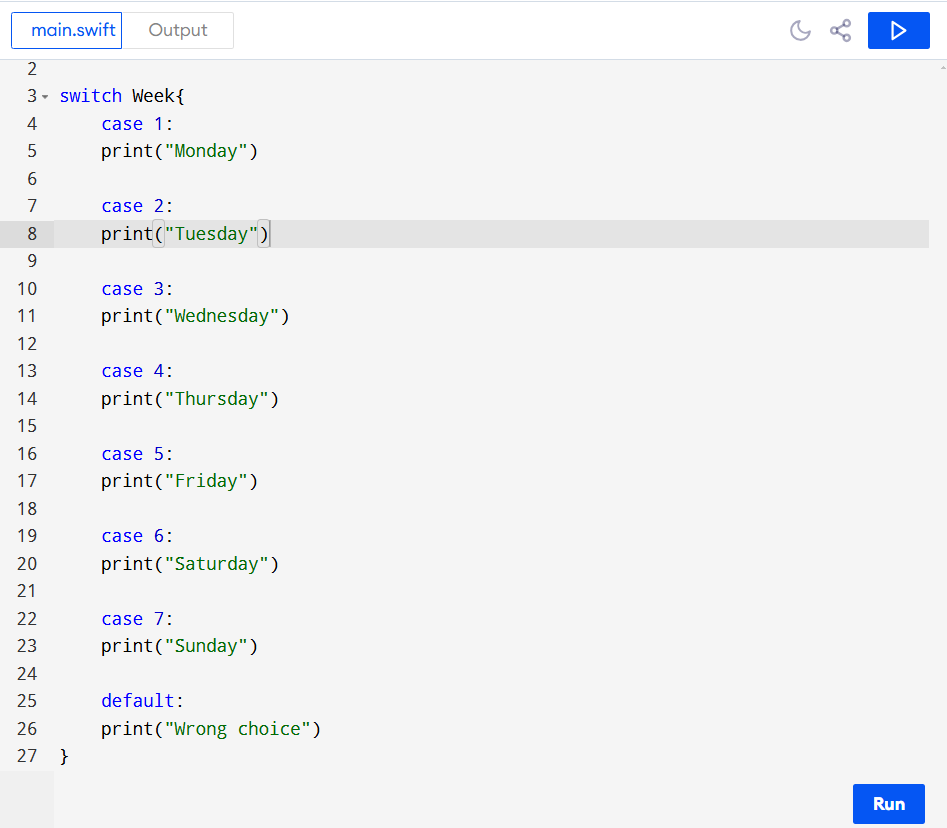 main.swift Output
2
3 switch Week{
4 case 1:
5 print("Monday")
6
7 case 2:
8 print("Tuesday")
9
10 case 3:
11 print("Wednesday")
12
13 case 4:
14 print("Thursday")
15
16 case 5:
17 print("Friday")
18
19 case 6:
20 print("Saturday")
21
22 case 7:
23 print("Sunday")
24
25 default:
26 print("Wrong choice")
27 }
Run